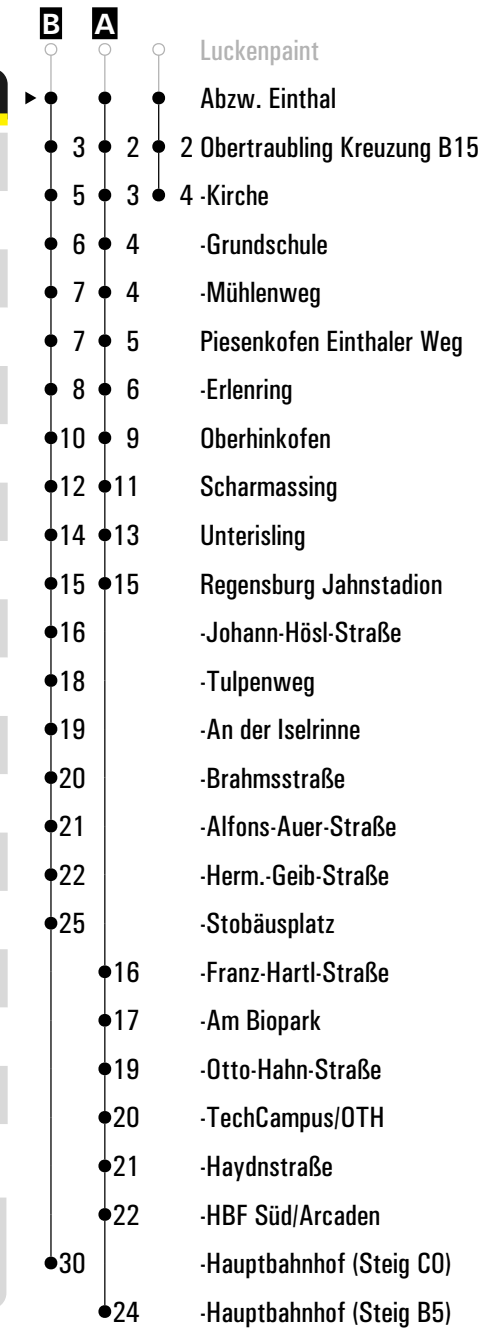 B A
Luckenpaint
Abzw. Einthal
3 2 2 Obertraubling Kreuzung B15
5 3 4 -Kirche
6 4 -Grundschule
7 4 -Mühlenweg
7 5 Piesenkofen Einthaler Weg
8 6 -Erlenring
10 9 Oberhinkofen
12 11 Scharmassing
14 13 Unterisling
15 15 Regensburg Jahnstadion
16 -Johann-Hösl-Straße
18 -Tulpenweg
19 -An der Iselrinne
20 -Brahmsstraße
21 -Alfons-Auer-Straße
22 -Herm.-Geib-Straße
25 -Stobäusplatz
16 -Franz-Hartl-Straße
17 -Am Biopark
19 -Otto-Hahn-Straße
20 -TechCampus/OTH
21 -Haydnstraße
22 -HBF Süd/Arcaden
30 -Hauptbahnhof (Steig C0)
24 -Hauptbahnhof (Steig B5)